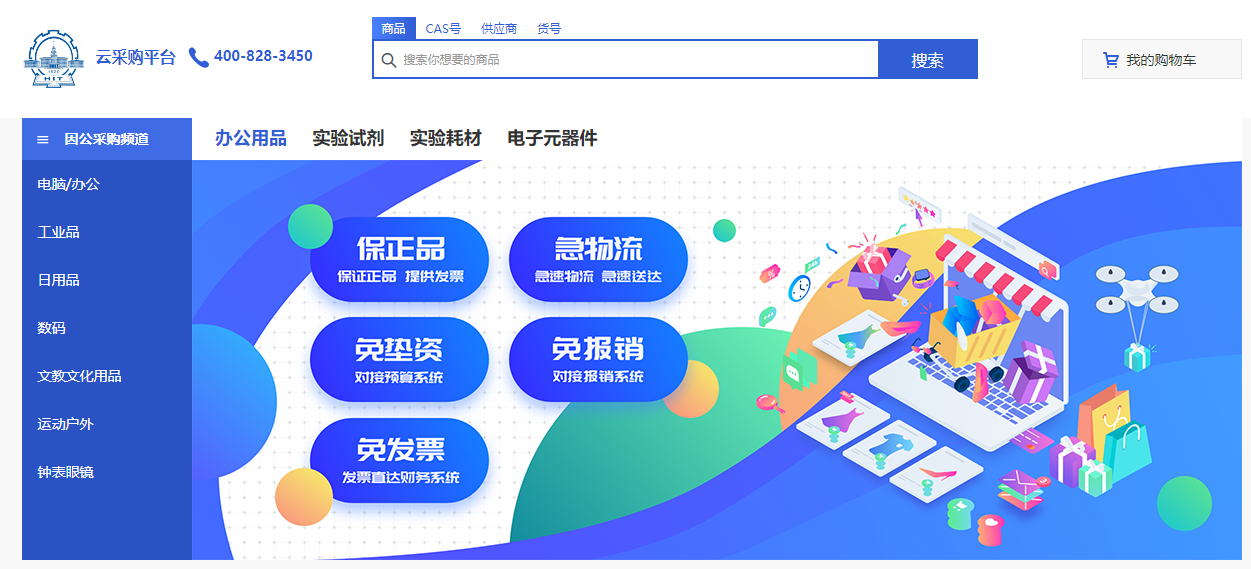 商品 CAS号 供应商 货号
HIT
云采购平台 400-828-3450
搜索你想要的商品 搜索
我的购物车
因公采购频道 办公用品 实验试剂 实验耗材 电子元器件
电脑/办公
工业品
日用品
数码
文教文化用品
运动户外
钟表眼镜
保正品
保证正品 提供发票
急物流
急速物流 急速送达
免垫资
对接预算系统
免报销
对接报销系统
免发票
发票直达财务系统